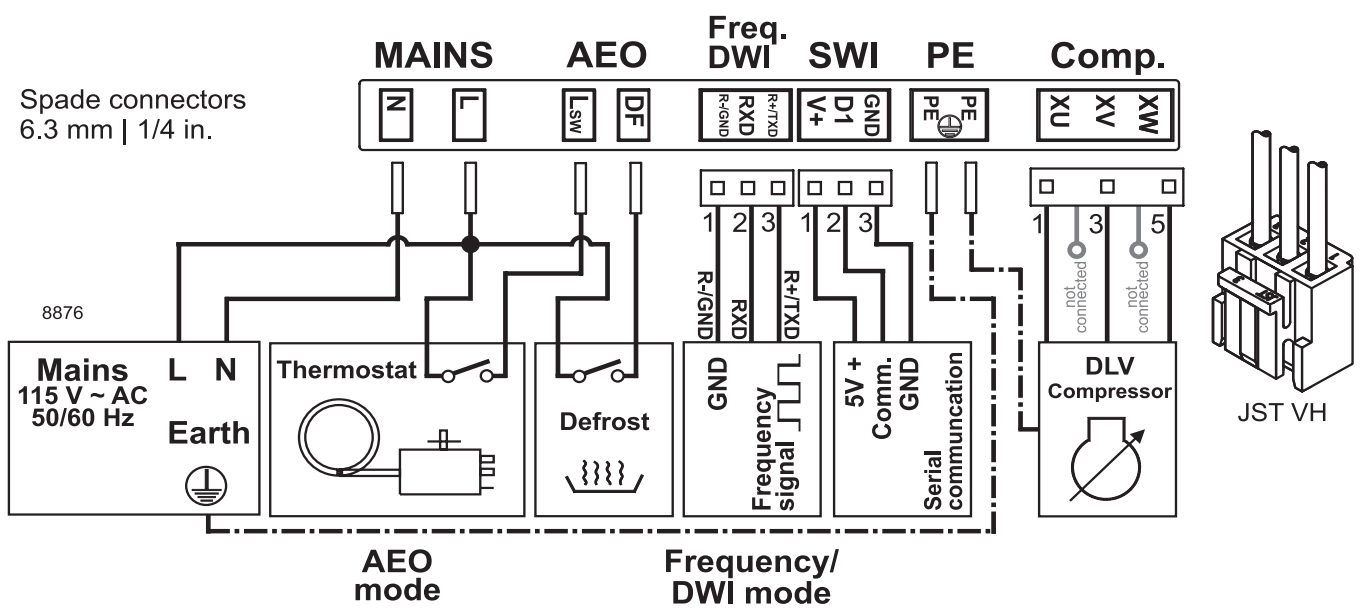 MAINS AEO Freq. DWI SWI PE Comp.
Spade connectors
6.3 mm | 1/4 in.
N L LSW DF R-/GND RXD R+/TXD V+ D1 GND PE PE XU XV XW
1 2 3 1 2 3 1 3 5
not connected not connected
R-/GND RXD R+/TXD
8876
Mains
115 V ~ AC
50/60 Hz
L N
Earth
Thermostat
Defrost
GND
Frequency
signal
5V +
Comm.
GND
Serial
communcation
DLV
Compressor
JST VH
AEO
mode
Frequency/
DWI mode